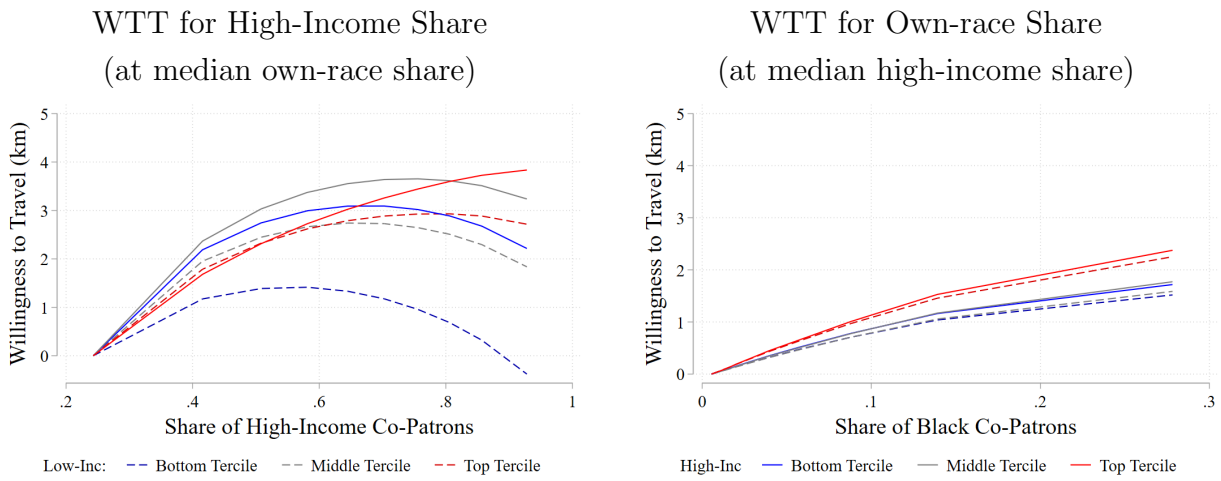 WTT for High-Income Share
(at median own-race share)
Willingness to Travel (km)
5
4
3
2
1
0
.2
.4
.6
.8
1
Share of High-Income Co-Patrons
Low-Inc:
Bottom Tercile
Middle Tercile
Top Tercile
WTT for Own-race Share
(at median high-income share)
Willingness to Travel (km)
5
4
3
2
1
0
0
.1
.2
.3
Share of Black Co-Patrons
High-Inc
Bottom Tercile
Middle Tercile
Top Tercile